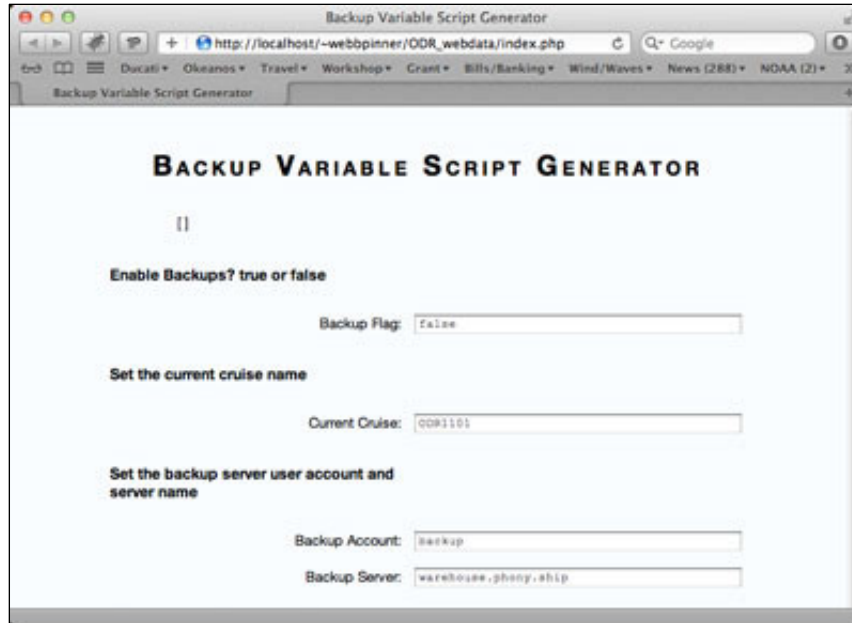 Backup Variable Script Generator
http://localhost/~webbpinner/ODR_webdata/index.php
Google
Ducati Okeanos Travel Workshop Grant Bills/Banking Wind/Waves News (288) NOAA (2)
Backup Variable Script Generator
BACKUP VARIABLE SCRIPT GENERATOR
[]
Enable Backups? true or false
Backup Flag: false
Set the current cruise name
Current Cruise: ODR1101
Set the backup server user account and
server name
Backup Account: backup
Backup Server: warehouse.phony.ship